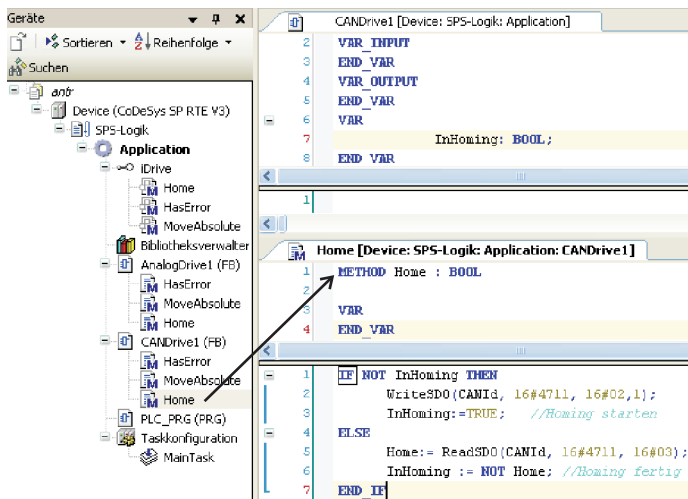 Geräte
Sortieren
Reihenfolge
Suchen
antr
Device (CoDeSys SP RTE V3)
SPS-Logik
Application
iDrive
Home
HasError
MoveAbsolute
Bibliotheksverwalter
AnalogDrive1 (FB)
HasError
MoveAbsolute
Home
CANDrive1 (FB)
HasError
MoveAbsolute
Home
PLC_PRG (PRG)
Taskkonfiguration
MainTask
CANDrive1 [Device: SPS-Logik: Application]
2 VAR_INPUT
3 END_VAR
4 VAR_OUTPUT
5 END_VAR
6 VAR
7 InHoming: BOOL;
8 END_VAR
1
Home [Device: SPS-Logik: Application: CANDrive1]
1 METHOD Home : BOOL
2
3 VAR
4 END_VAR
1 IF NOT InHoming THEN
2 WriteSDO(CANId, 16#4711, 16#02,1);
3 InHoming:=TRUE; //Homing starten
4 ELSE
5 Home:= ReadSDO(CANId, 16#4711, 16#03);
6 InHoming := NOT Home; //Homing fertig
7 END_IF